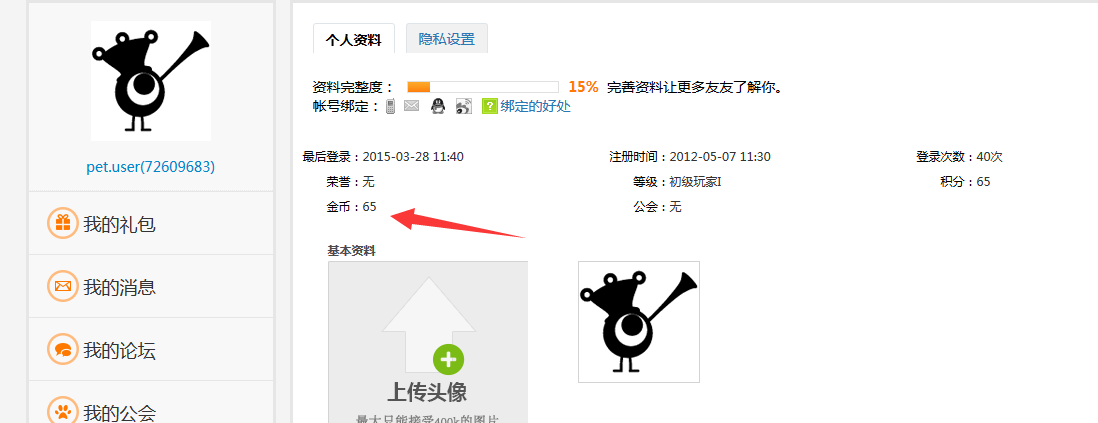 个人资料 隐私设置
资料完整度： 15% 完善资料让更多友友了解你。
帐号绑定： 绑定的好处
pet.user(72609683)
最后登录：2015-03-28 11:40 注册时间：2012-05-07 11:30 登录次数：40次
荣誉：无 等级：初级玩家I 积分：65
金币：65 公会：无
我的礼包
我的消息
我的论坛
我的公会
基本资料
上传头像
最大只能接受400k的图片